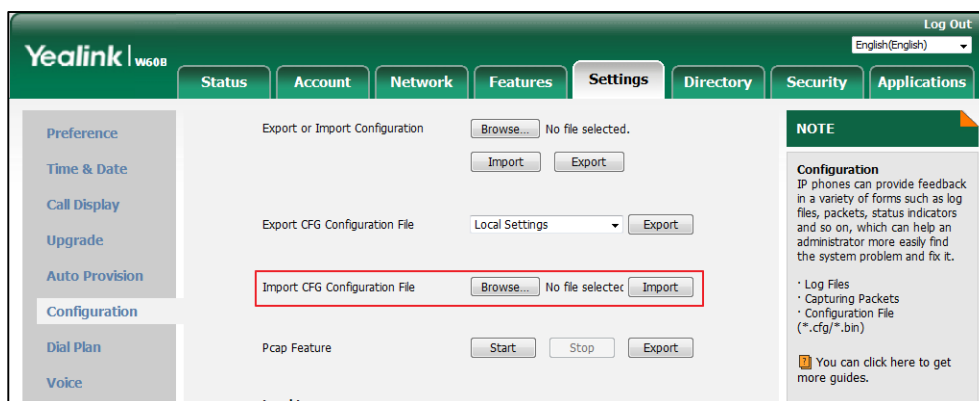 Log Out
Yealink | W60B
English(English)
Status Account Network Features Settings Directory Security Applications
Preference
Time & Date
Call Display
Upgrade
Auto Provision
Configuration
Dial Plan
Voice
Export or Import Configuration Browse... No file selected.
Import Export
Export CFG Configuration File Local Settings Export
Import CFG Configuration File Browse... No file selectec Import
Pcap Feature Start Stop Export
NOTE
Configuration
IP phones can provide feedback
in a variety of forms such as log
files, packets, status indicators
and so on, which can help an
administrator more easily find
the system problem and fix it.
· Log Files
· Capturing Packets
· Configuration File
(*.cfg/*.bin)
You can click here to get
more guides.